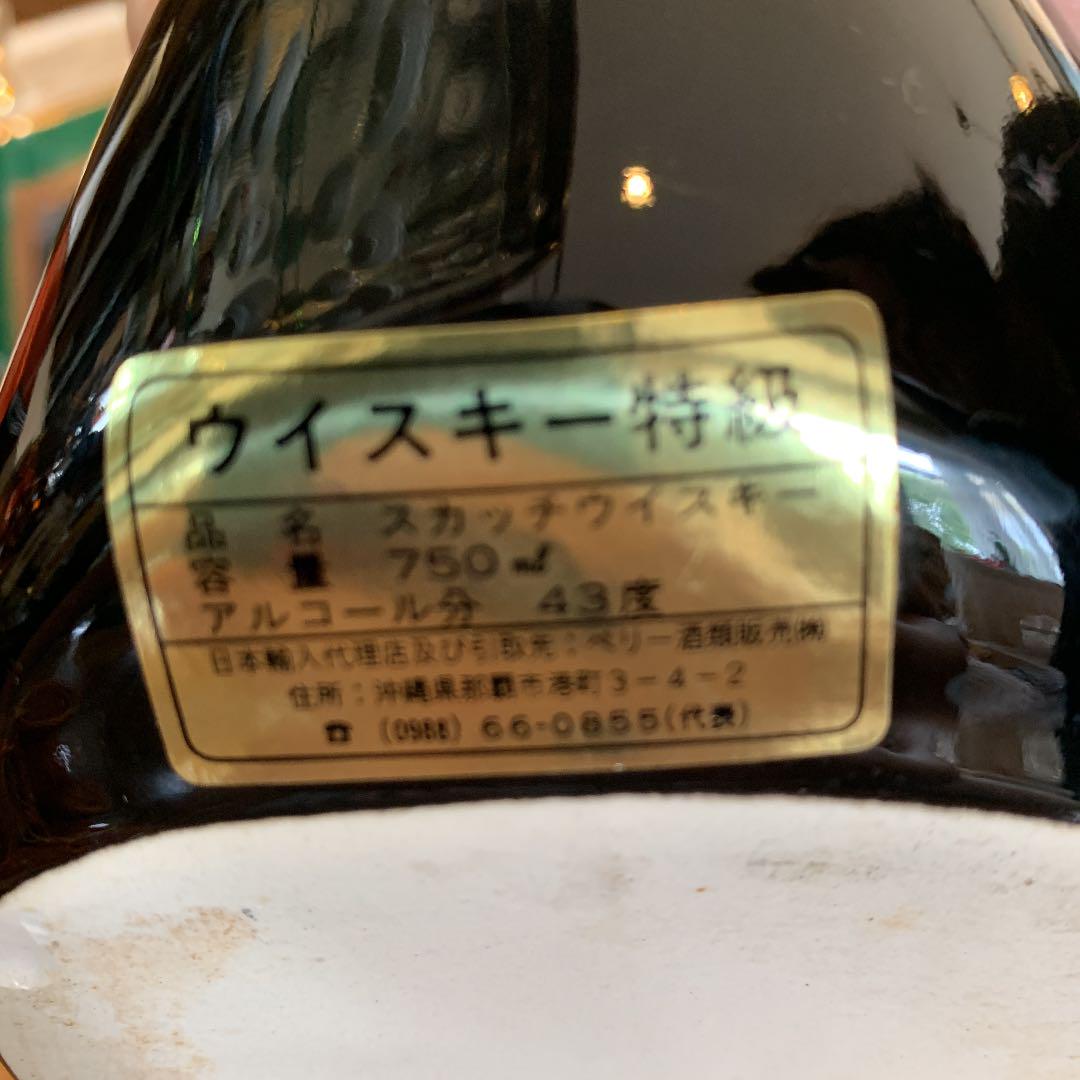 ウイスキー特級
品 名 スカッチウイスキー
容 量 750㎖
アルコール分 43度
日本輸入代理店及び引取元：ペリー酒類販売㈱
住所：沖縄県那覇市港町3-4-2
☎ (0988) 66-0855(代表)